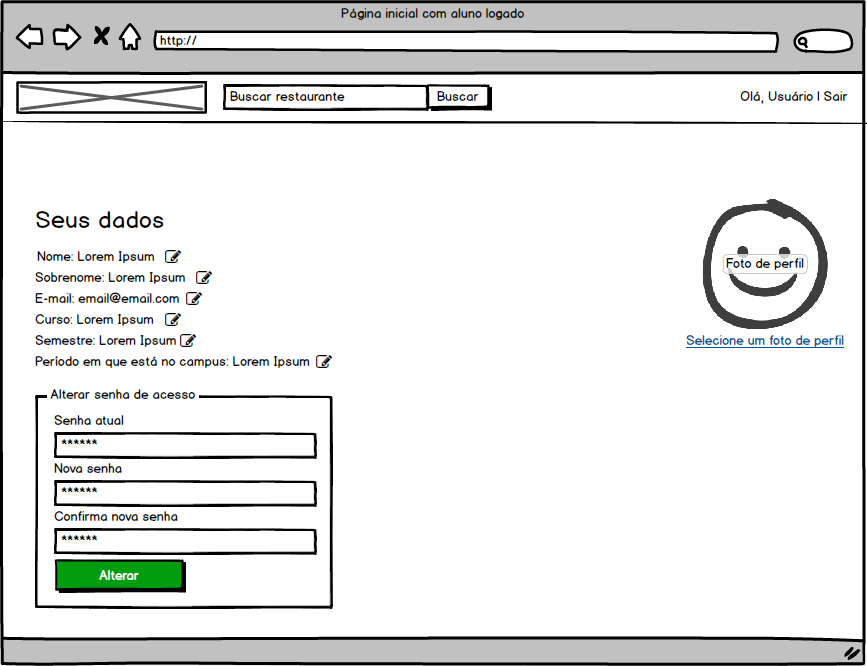 Página inicial com aluno logado
http://
Buscar restaurante
Buscar
Olá, Usuário | Sair
Seus dados
Nome: Lorem Ipsum
Sobrenome: Lorem Ipsum
E-mail: email@email.com
Curso: Lorem Ipsum
Semestre: Lorem Ipsum
Período em que está no campus: Lorem Ipsum
Foto de perfil
Selecione um foto de perfil
Alterar senha de acesso
Senha atual
******
Nova senha
******
Confirma nova senha
******
Alterar